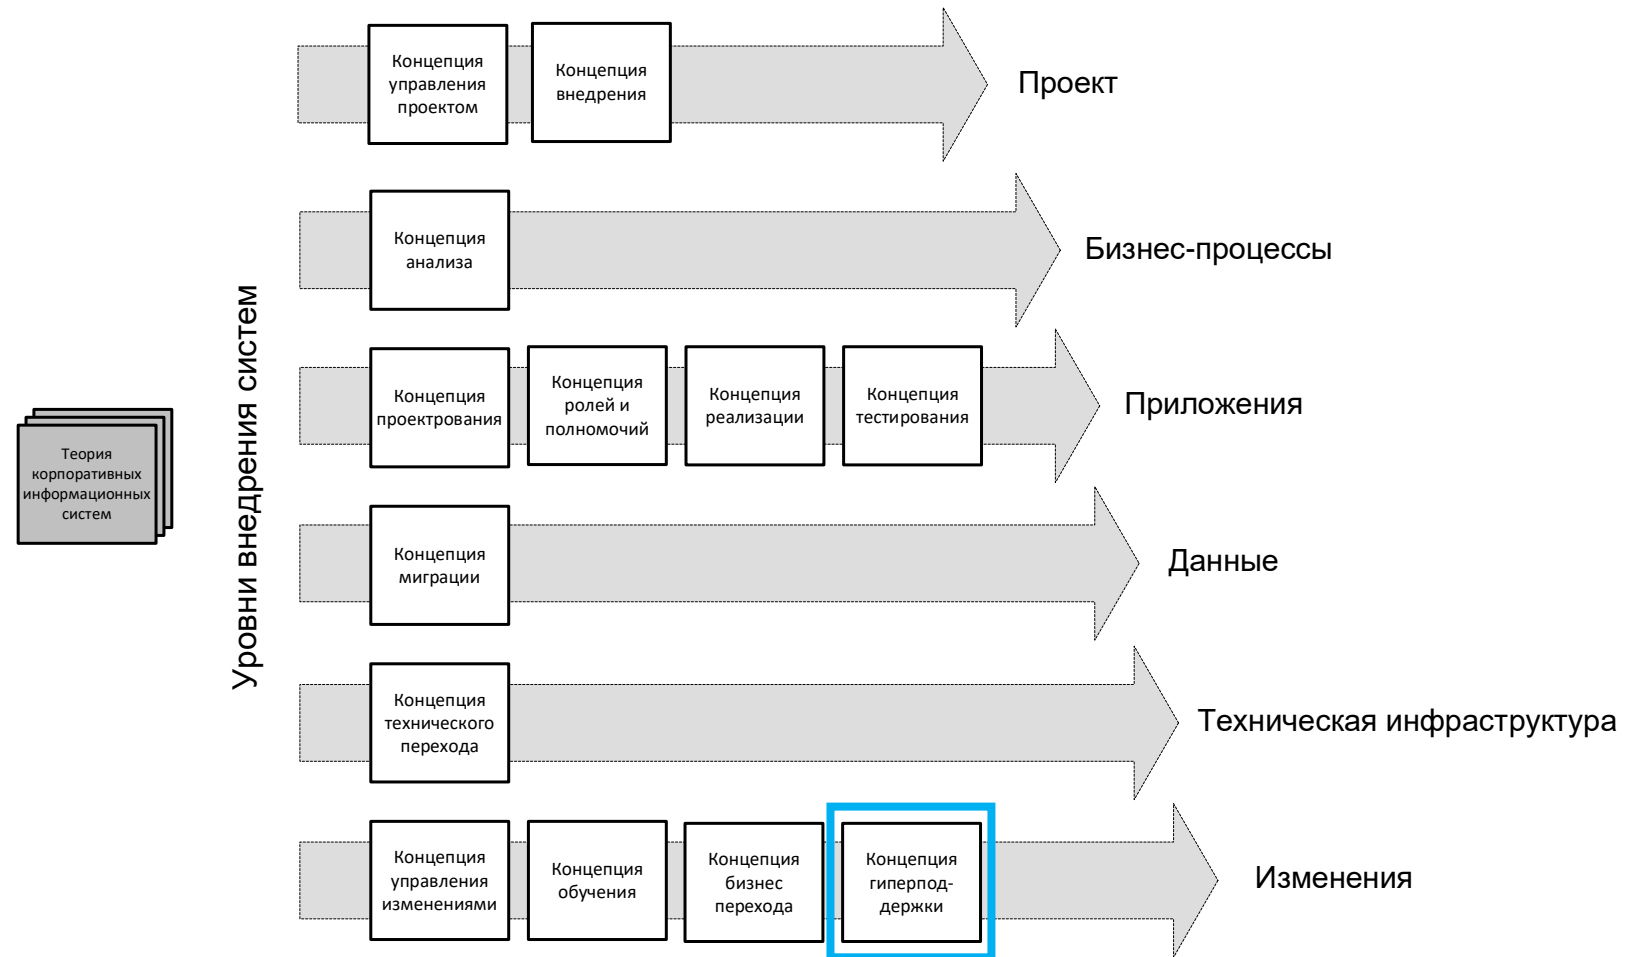 Концепция
управления
проектом
Концепция
внедрения
Проект
Концепция
анализа
Бизнес-процессы
Уровни внедрения систем
Теория
корпоративных
информационных
систем
Концепция
проектрования
Концепция
ролей и
полномочий
Концепция
реализации
Концепция
тестирования
Приложения
Концепция
миграции
Данные
Концепция
технического
перехода
Техническая инфраструктура
Концепция
управления
изменениями
Концепция
обучения
Концепция
бизнес
перехода
Концепция
гиперпод-
держки
Изменения